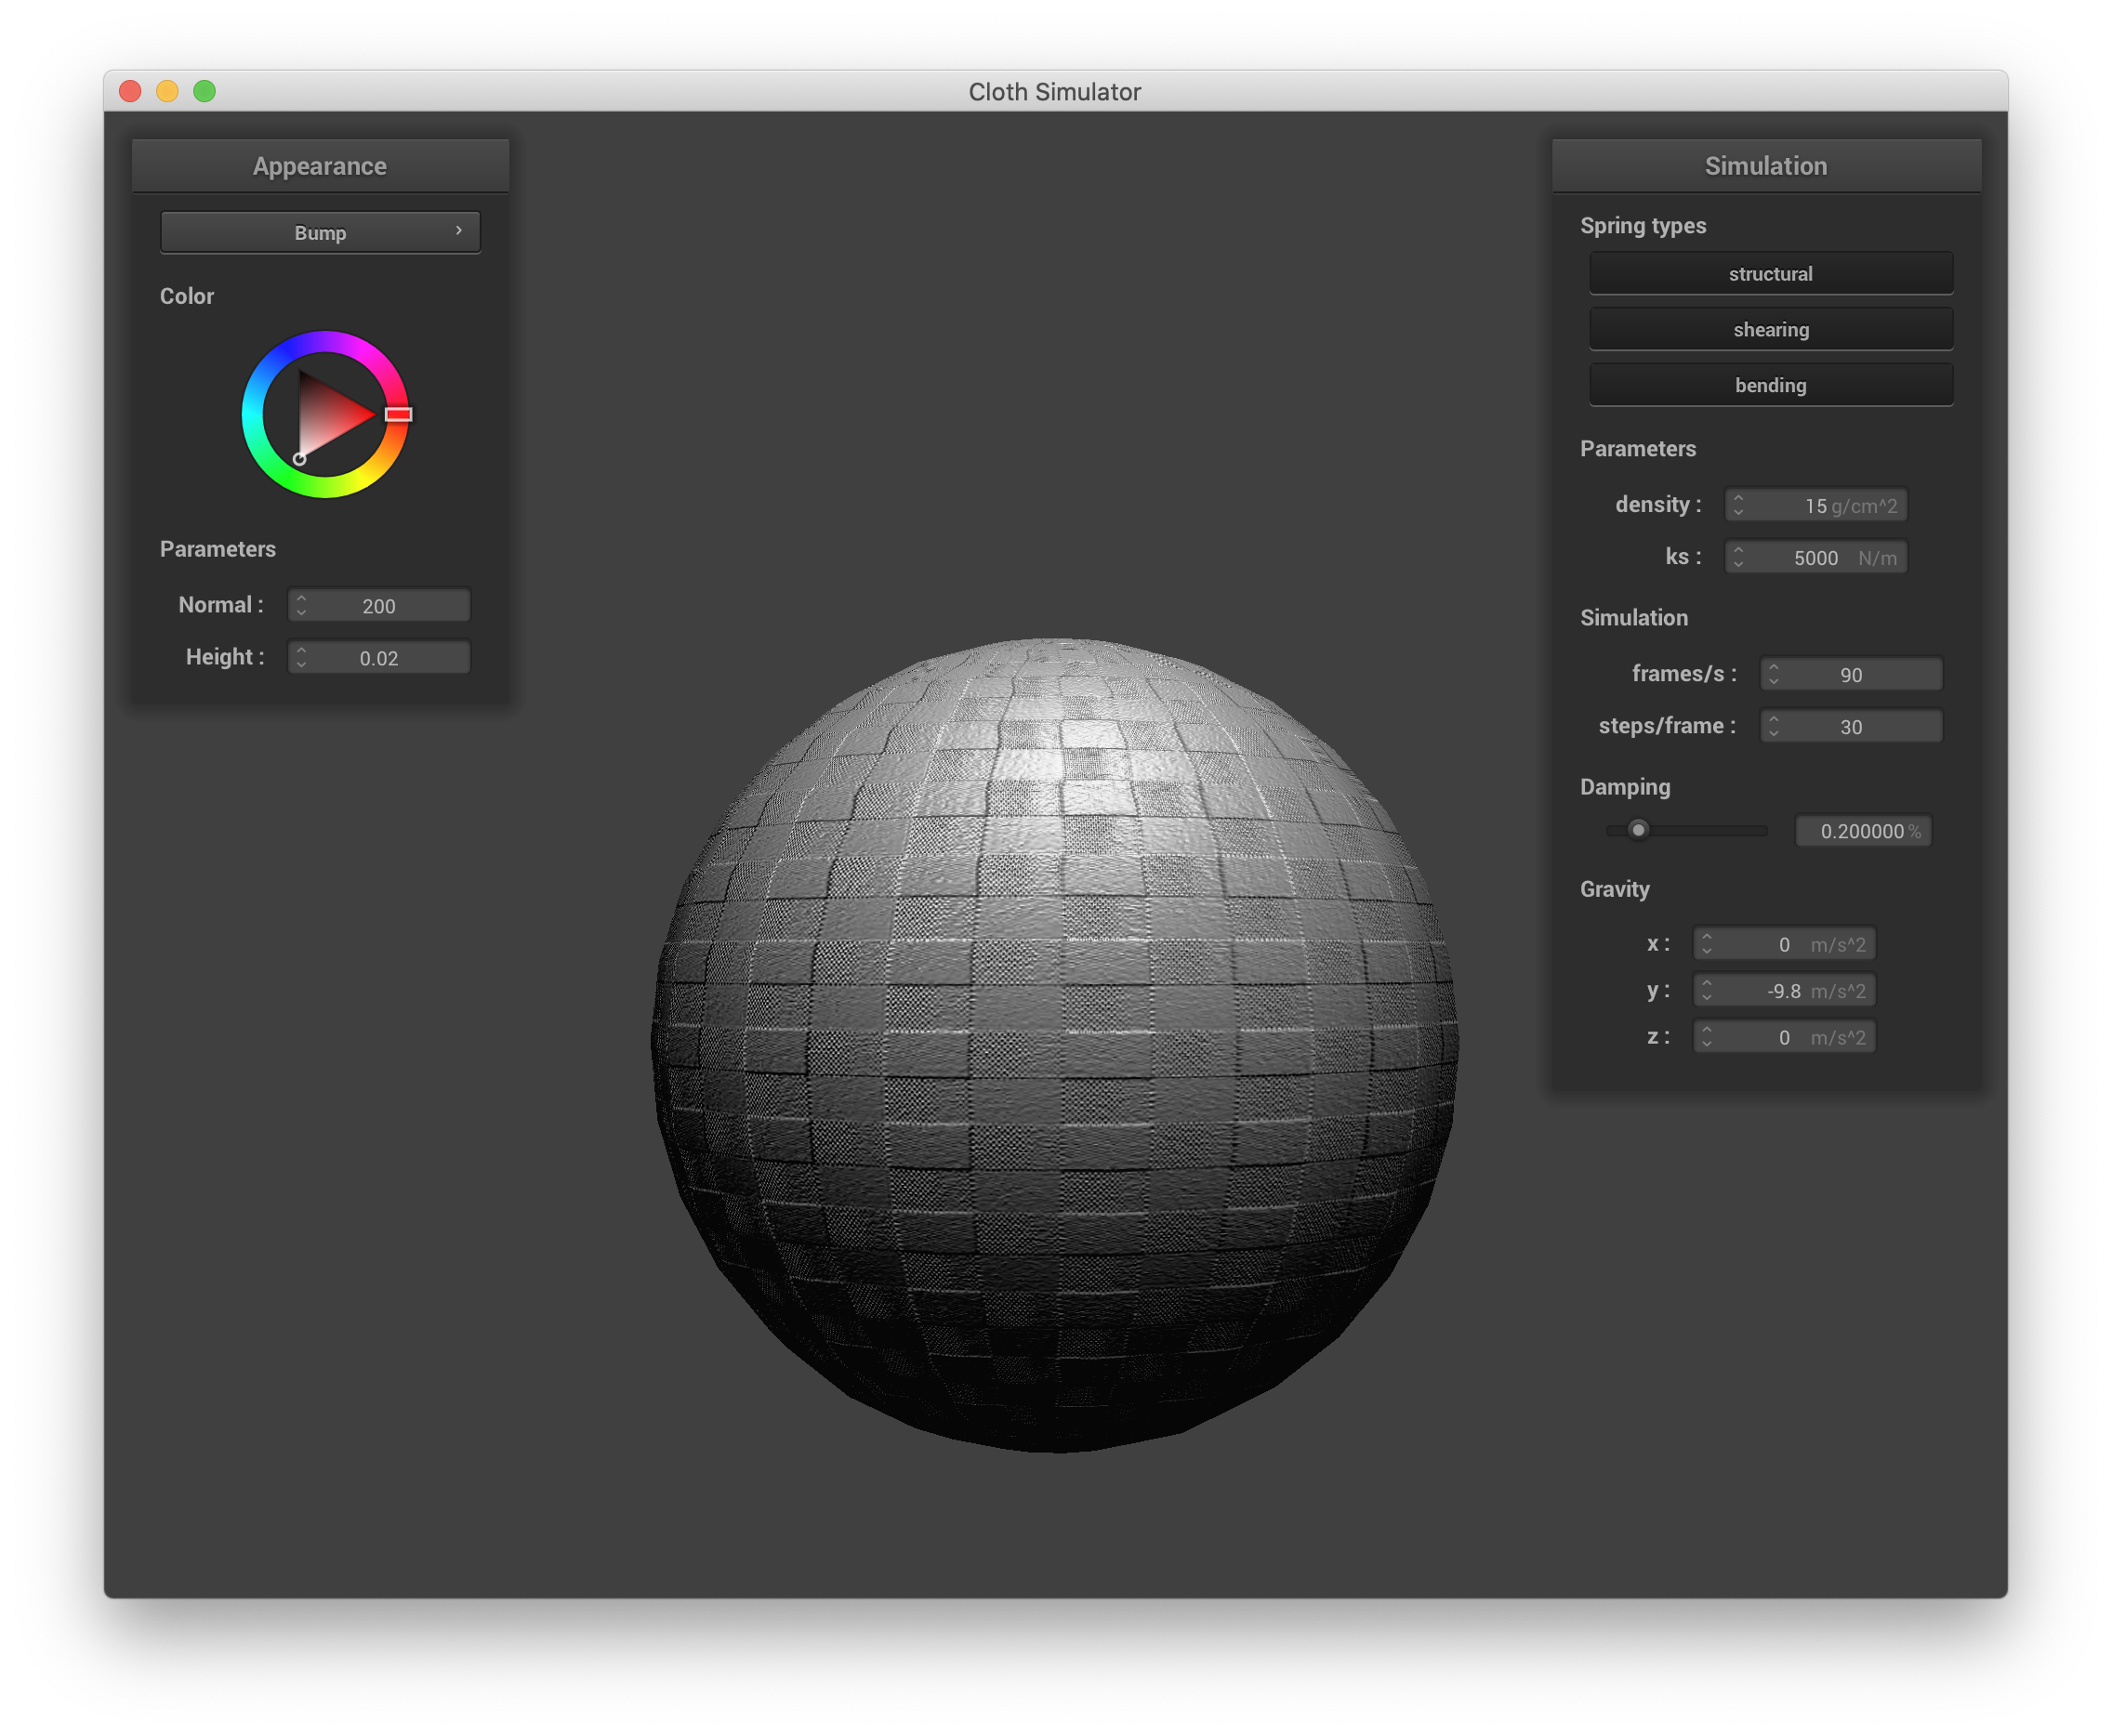 Cloth Simulator
Appearance
Bump
Color
Parameters
Normal : 200
Height : 0.02
Simulation
Spring types
structural
shearing
bending
Parameters
density : 15 g/cm^2
ks : 5000 N/m
Simulation
frames/s : 90
steps/frame : 30
Damping
0.200000 %
Gravity
x : 0 m/s^2
y : -9.8 m/s^2
z : 0 m/s^2